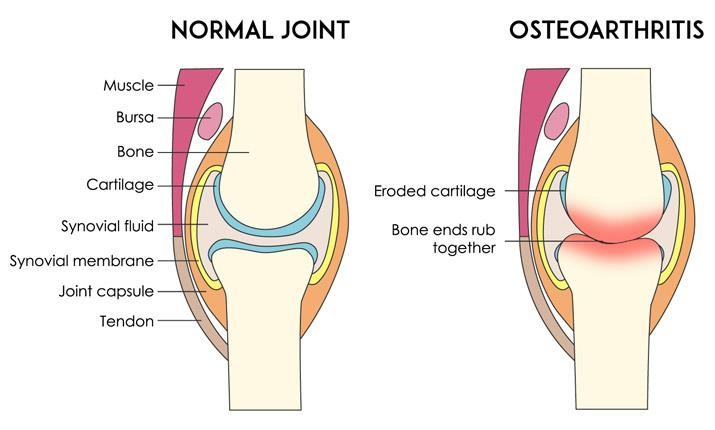 NORMAL JOINT
Muscle
Bursa
Bone
Cartilage
Synovial fluid
Synovial membrane
Joint capsule
Tendon
OSTEOARTHRITIS
Eroded cartilage
Bone ends rub
together